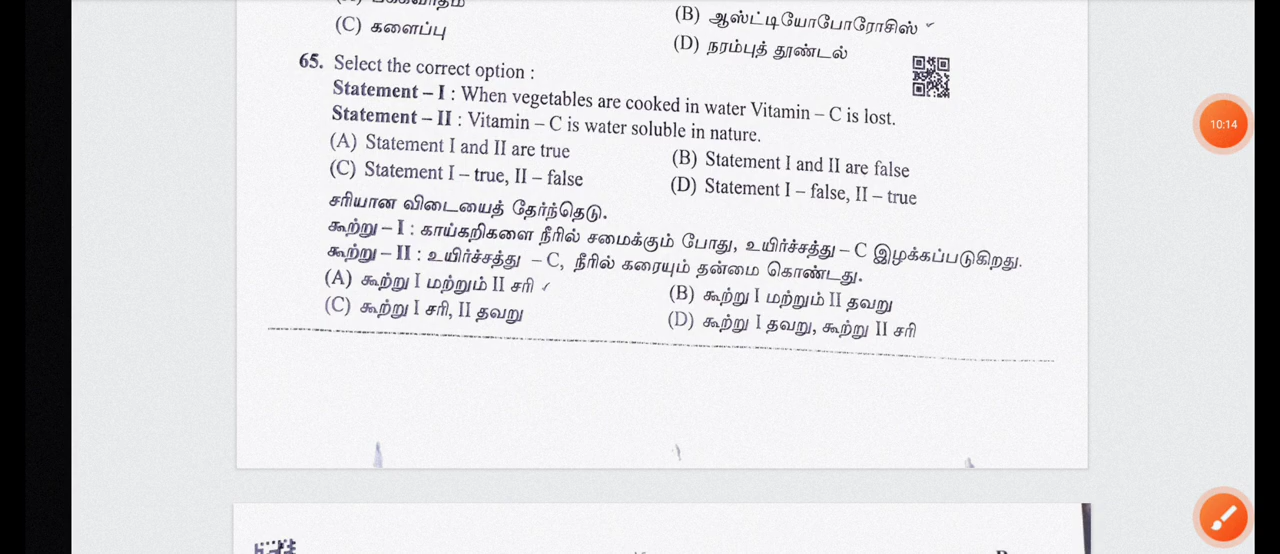 (C) களைப்பு
(B) ஆஸ்ட்டியோபோரோசிஸ்
(D) நரம்புத் தூண்டல்
65. Select the correct option :
Statement – I : When vegetables are cooked in water Vitamin – C is lost.
Statement – II : Vitamin – C is water soluble in nature.
(A) Statement I and II are true
(B) Statement I and II are false
(C) Statement I – true, II – false
(D) Statement I – false, II – true
சரியான விடையைத் தேர்ந்தெடு.
கூற்று – I : காய்கறிகளை நீரில் சமைக்கும் போது, உயிர்ச்சத்து – C இழக்கப்படுகிறது.
கூற்று – II : உயிர்ச்சத்து – C, நீரில் கரையும் தன்மை கொண்டது.
(A) கூற்று I மற்றும் II சரி
(B) கூற்று I மற்றும் II தவறு
(C) கூற்று I சரி, II தவறு
(D) கூற்று I தவறு, கூற்று II சரி
10:14